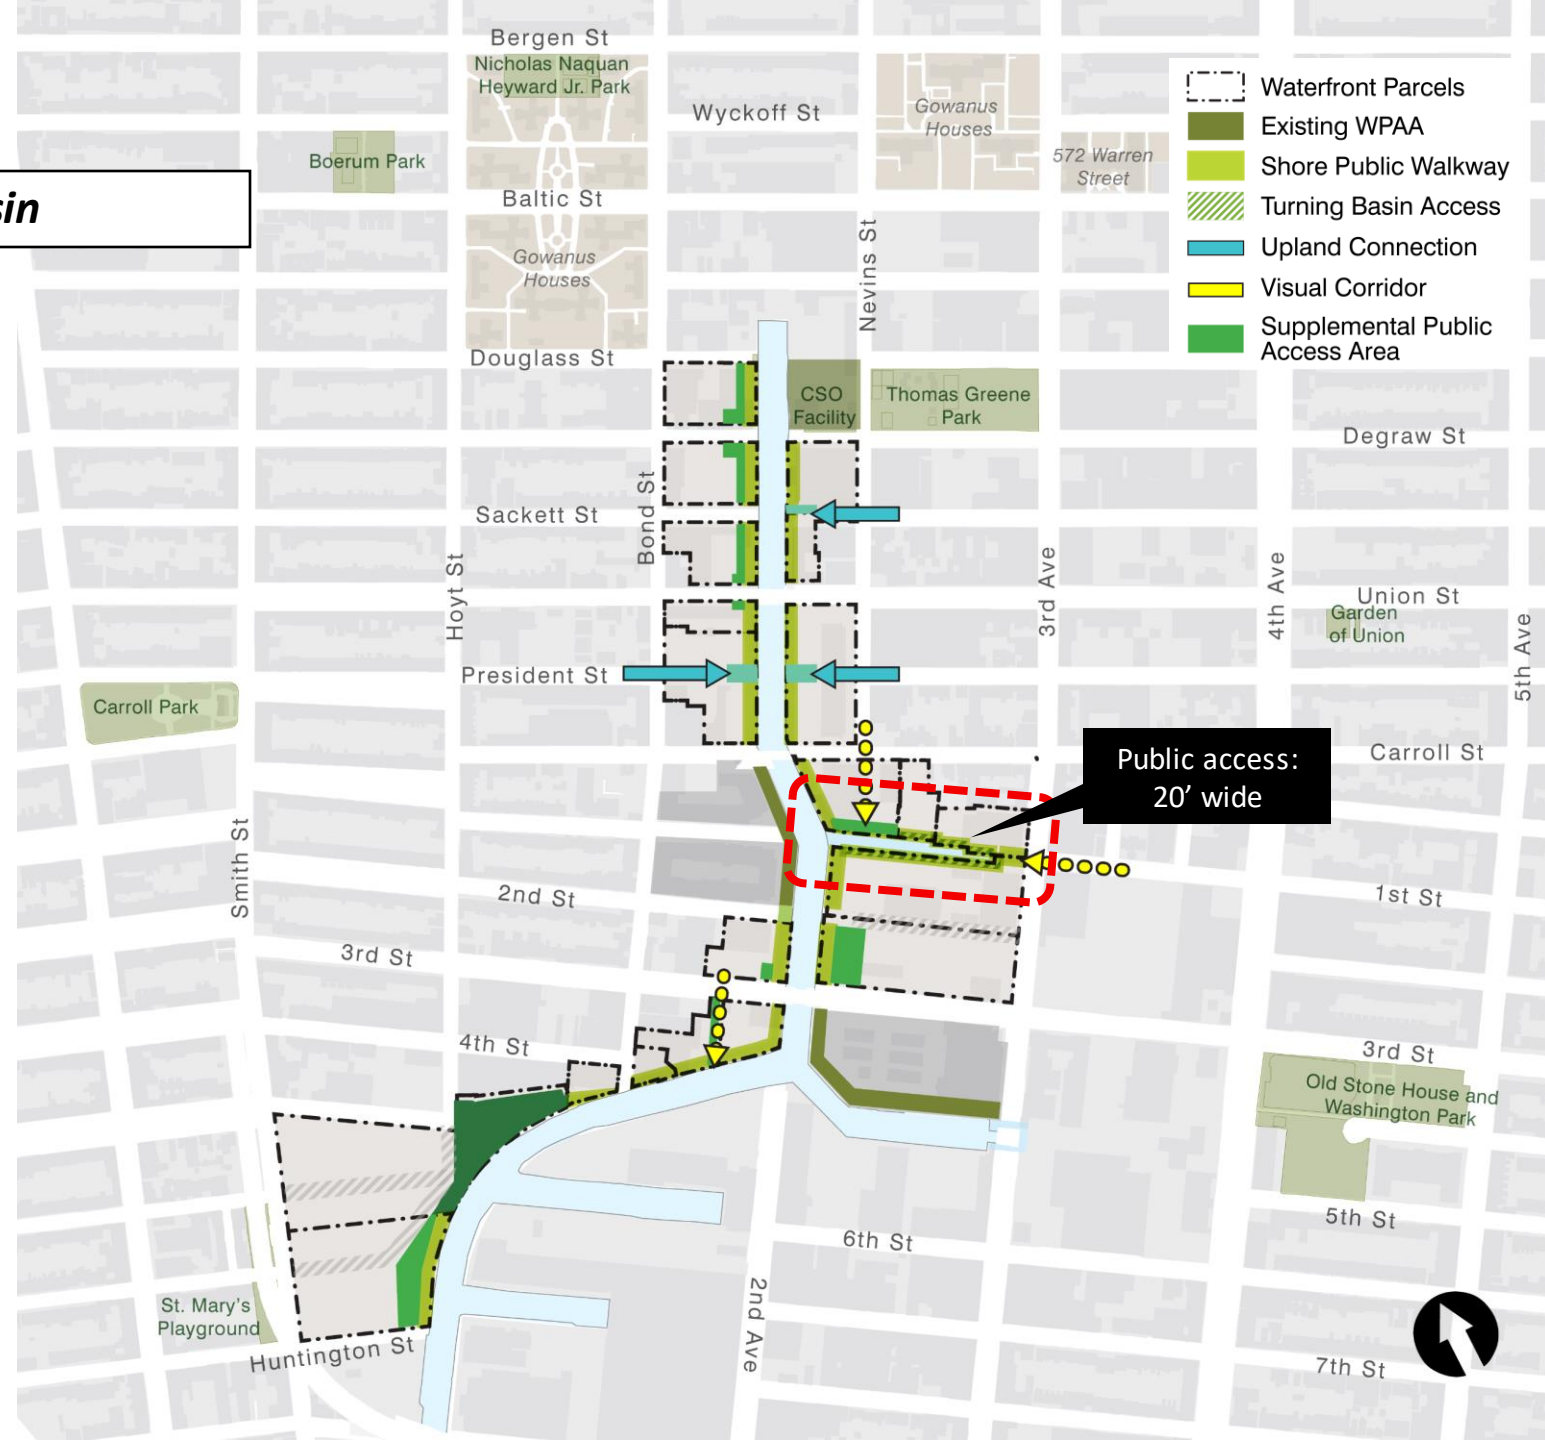 Bergen St
Nicholas Naquan
Heyward Jr. Park
Wyckoff St
Gowanus
Houses
572 Warren
Street
Boerum Park
Baltic St
Gowanus
Houses
Nevins St
Douglass St
sin
Waterfront Parcels
Existing WPAA
Shore Public Walkway
Turning Basin Access
Upland Connection
Visual Corridor
Supplemental Public
Access Area
CSO
Facility
Thomas Greene
Park
Degraw St
Sackett St
Bond St
Hoyt St
3rd Ave
4th Ave
Union St
Garden
of Union
5th Ave
President St
Carroll Park
Carroll St
Public access:
20’ wide
Smith St
2nd St
1st St
3rd St
4th St
3rd St
Old Stone House and
Washington Park
5th St
6th St
2nd Ave
St. Mary’s
Playground
Huntington St
7th St